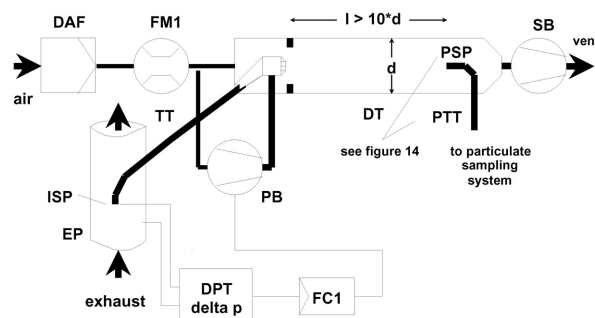 DAF
FM1
l > 10*d
SB
PSP
ven
d
air
TT
DT
PTT
see figure 14
to particulate
sampling
system
ISP
PB
EP
DPT
delta p
FC1
exhaust